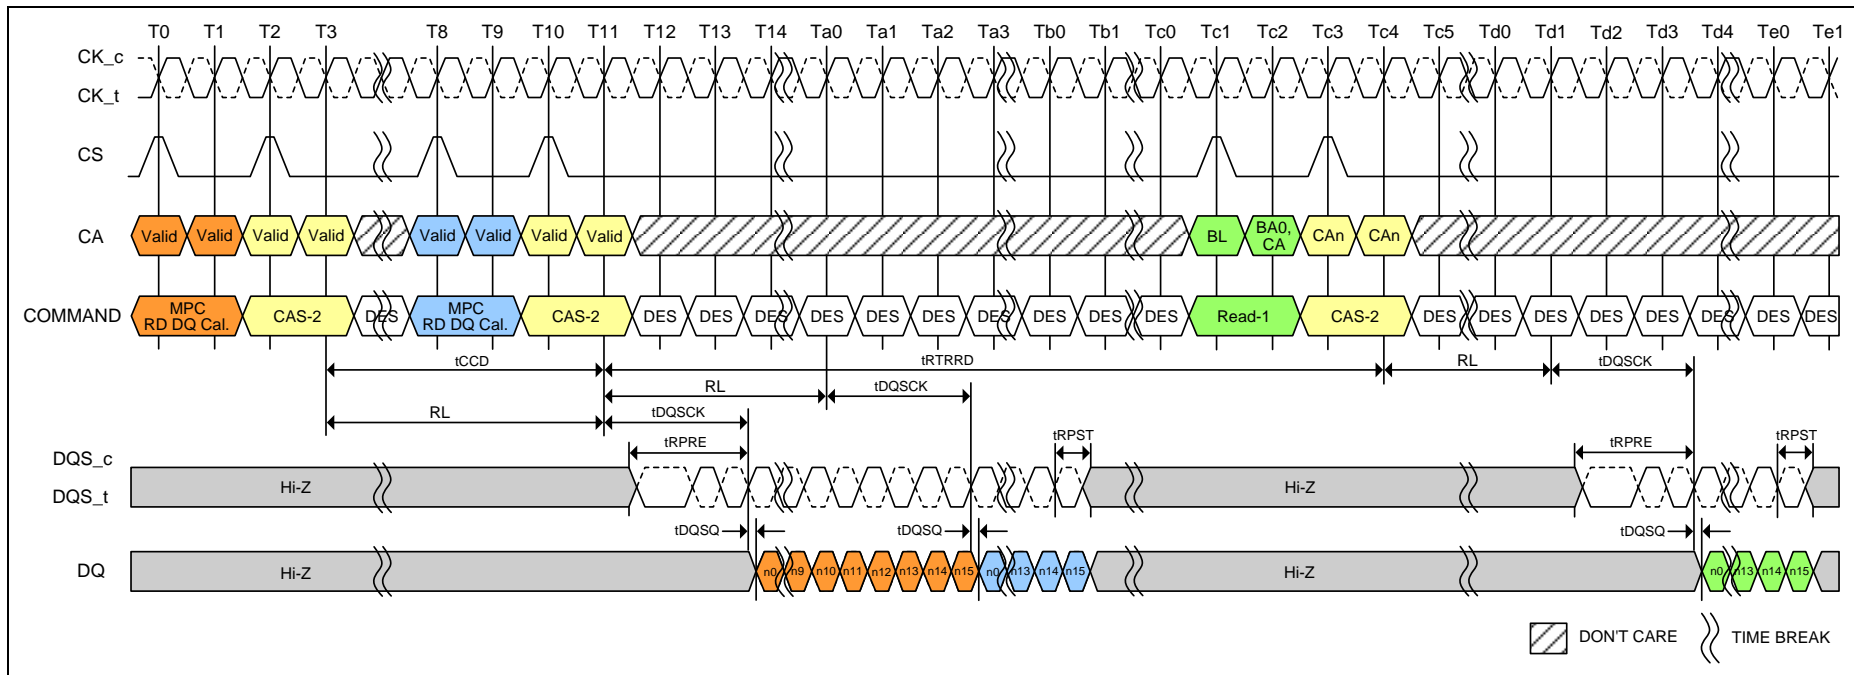 T0 T1 T2 T3 T8 T9 T10 T11 T12 T13 T14 Ta0 Ta1 Ta2 Ta3 Tb0 Tb1 Tc0 Tc1 Tc2 Tc3 Tc4 Tc5 Td0 Td1 Td2 Td3 Td4 Te0 Te1
CK_c
CK_t
CS
CA Valid Valid Valid Valid Valid Valid Valid Valid BL BA0, CA CAn CAn
COMMAND MPC RD DQ Cal. CAS-2 DES MPC RD DQ Cal. CAS-2 DES DES DES DES DES DES DES DES DES DES Read-1 CAS-2 DES DES DES DES DES DES DES DES
tCCD tRTRRD RL tDQSCK
RL tDQSCK
RL tDQSCK
tRPRE tRPST tRPRE tRPST
DQS_c
DQS_t Hi-Z Hi-Z
tDQSQ tDQSQ tDQSQ
DQ Hi-Z n0 n9 n10 n11 n12 n13 n14 n15 n0 n13 n14 n15 Hi-Z n0 n13 n14 n15
DON'T CARE TIME BREAK